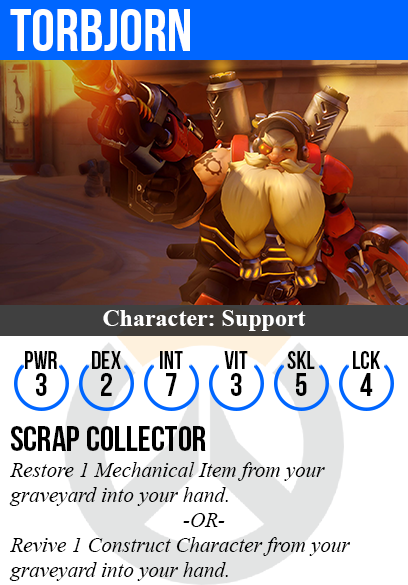 TORBJORN
Character: Support
PWR DEX INT VIT SKL LCK
3 2 7 3 5 4
SCRAP COLLECTOR
Restore 1 Mechanical Item from your
graveyard into your hand.
-OR-
Revive 1 Construct Character from your
graveyard into your hand.